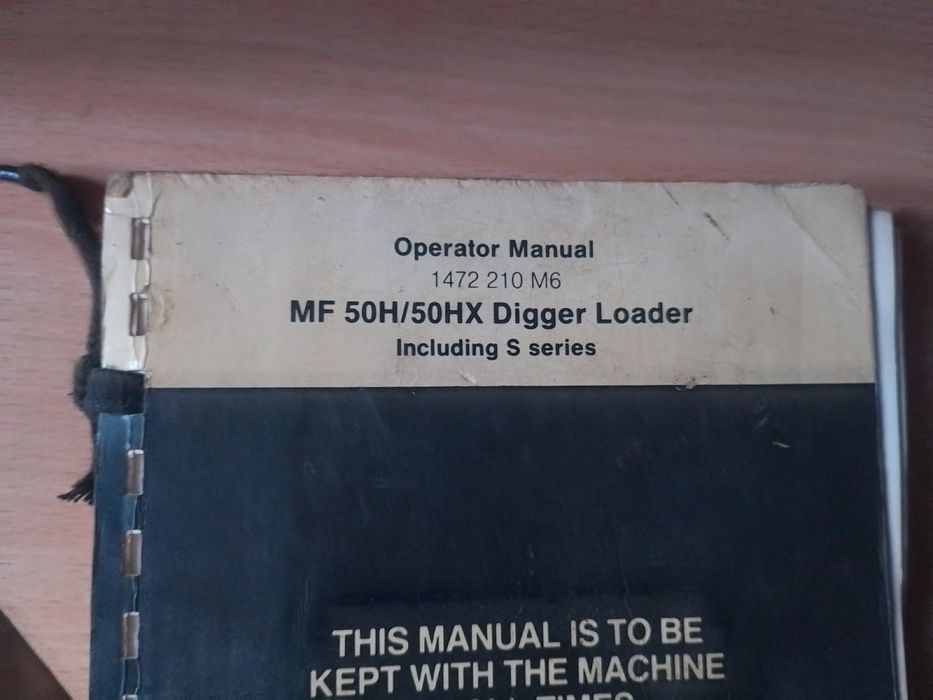 Operator Manual
1472 210 M6
MF 50H/50HX Digger Loader
Including S series
THIS MANUAL IS TO BE
KEPT WITH THE MACHINE
TIMES